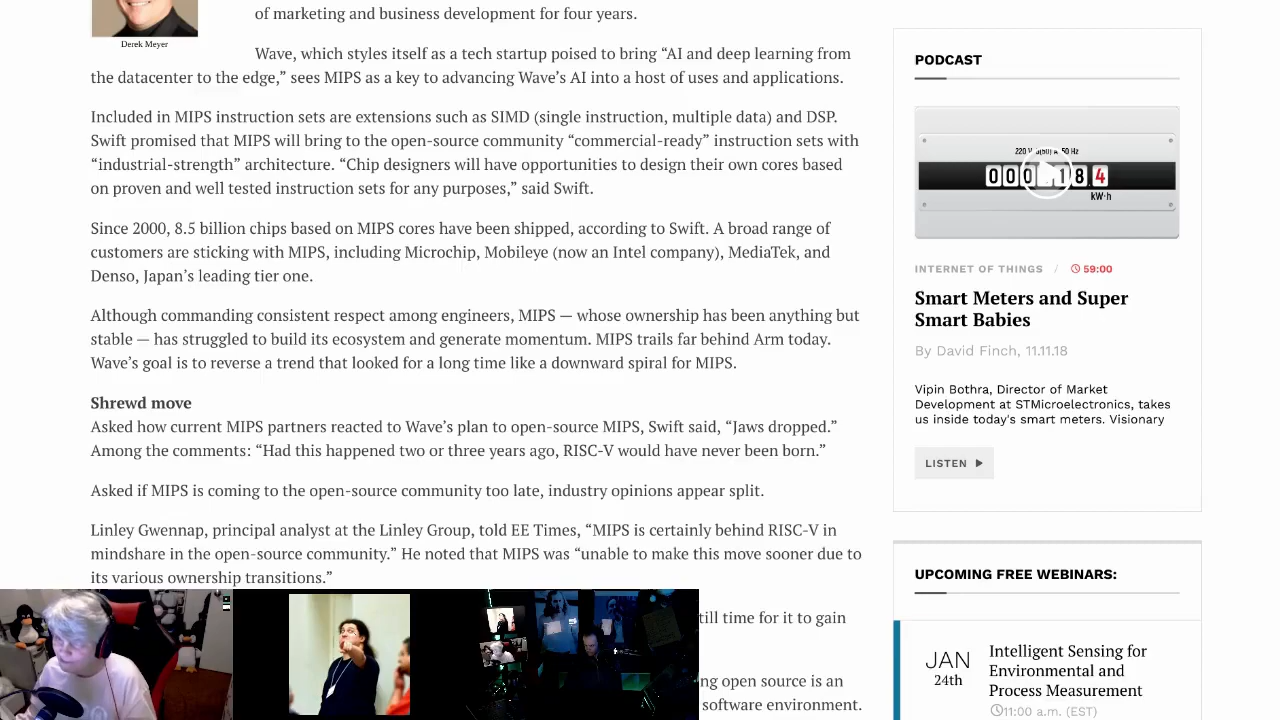 of marketing and business development for four years.
Derek Meyer
Wave, which styles itself as a tech startup poised to bring “AI and deep learning from
the datacenter to the edge,” sees MIPS as a key to advancing Wave’s AI into a host of uses and applications.
Included in MIPS instruction sets are extensions such as SIMD (single instruction, multiple data) and DSP.
Swift promised that MIPS will bring to the open-source community “commercial-ready” instruction sets with
“industrial-strength” architecture. “Chip designers will have opportunities to design their own cores based
on proven and well tested instruction sets for any purposes,” said Swift.
Since 2000, 8.5 billion chips based on MIPS cores have been shipped, according to Swift. A broad range of
customers are sticking with MIPS, including Microchip, Mobileye (now an Intel company), MediaTek, and
Denso, Japan’s leading tier one.
Although commanding consistent respect among engineers, MIPS — whose ownership has been anything but
stable — has struggled to build its ecosystem and generate momentum. MIPS trails far behind Arm today.
Wave’s goal is to reverse a trend that looked for a long time like a downward spiral for MIPS.
Shrewd move
Asked how current MIPS partners reacted to Wave’s plan to open-source MIPS, Swift said, “Jaws dropped.”
Among the comments: “Had this happened two or three years ago, RISC-V would have never been born.”
Asked if MIPS is coming to the open-source community too late, industry opinions appear split.
Linley Gwennap, principal analyst at the Linley Group, told EE Times, “MIPS is certainly behind RISC-V in
mindshare in the open-source community.” He noted that MIPS was “unable to make this move sooner due to
its various ownership transitions.”
till time for it to gain
ng open source is an
software environment.
PODCAST
220 V 50 Hz
kW·h
INTERNET OF THINGS / 59:00
Smart Meters and Super
Smart Babies
By David Finch, 11.11.18
Vipin Bothra, Director of Market
Development at STMicroelectronics, takes
us inside today's smart meters. Visionary
LISTEN
UPCOMING FREE WEBINARS:
JAN
24th
Intelligent Sensing for
Environmental and
Process Measurement
11:00 a.m. (EST)